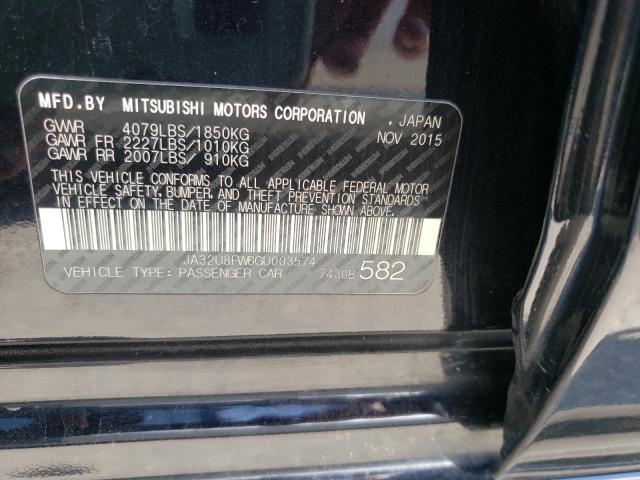 MFD.BY MITSUBISHI MOTORS CORPORATION , JAPAN
GVWR 4079LBS/1850KG NOV 2015
GAWR FR 2227LBS/1010KG
GAWR RR 2007LBS/ 910KG
THIS VEHICLE CONFORMS TO ALL APPLICABLE FEDERAL MOTOR
VEHICLE SAFETY, BUMPER, AND THEFT PREVENTION STANDARDS
IN EFFECT ON THE DATE OF MANUFACTURE SHOWN ABOVE.
JA32U8FW6GU003574
VEHICLE TYPE: PASSENGER CAR 7430B 582